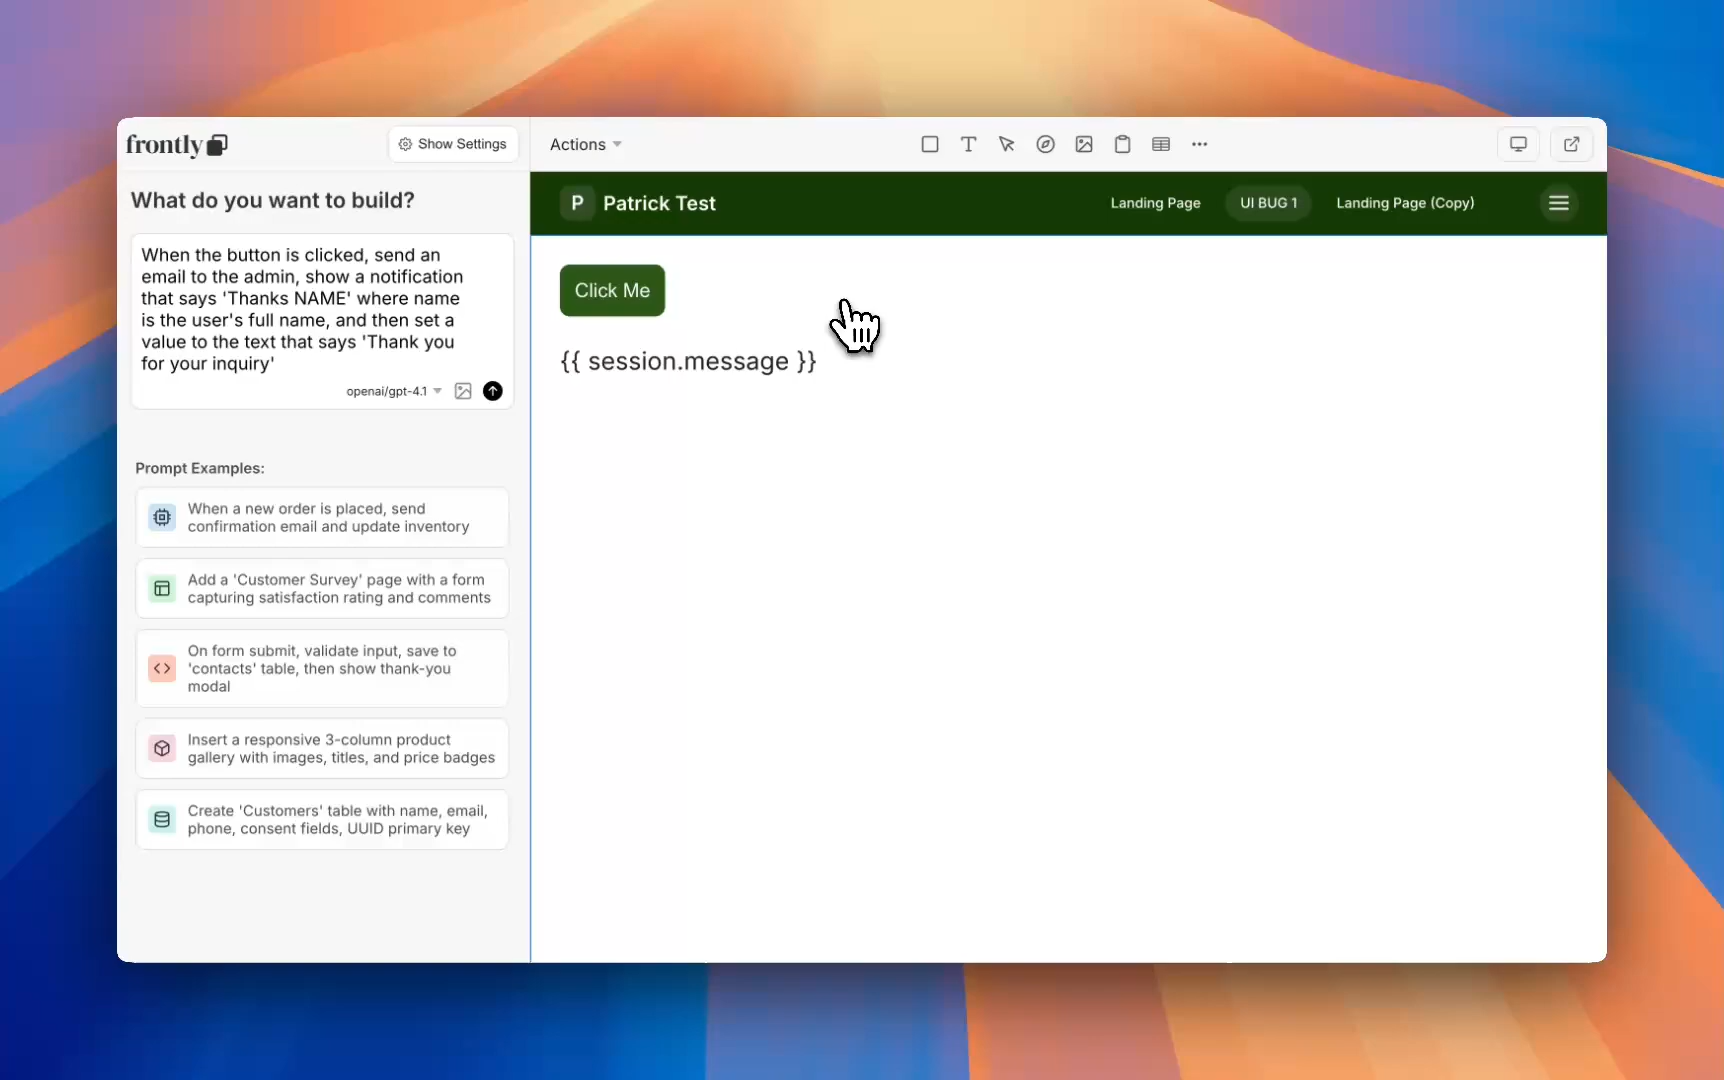 frontly
Show Settings
Actions
What do you want to build?
P
Patrick Test
Landing Page
UI BUG 1
Landing Page (Copy)
When the button is clicked, send an
email to the admin, show a notification
that says 'Thanks NAME' where name
is the user's full name, and then set a
value to the text that says 'Thank you
for your inquiry'
openai/gpt-4.1
Click Me
{{ session.message }}
Prompt Examples:
When a new order is placed, send
confirmation email and update inventory
Add a 'Customer Survey' page with a form
capturing satisfaction rating and comments
On form submit, validate input, save to
'contacts' table, then show thank-you
modal
Insert a responsive 3-column product
gallery with images, titles, and price badges
Create 'Customers' table with name, email,
phone, consent fields, UUID primary key